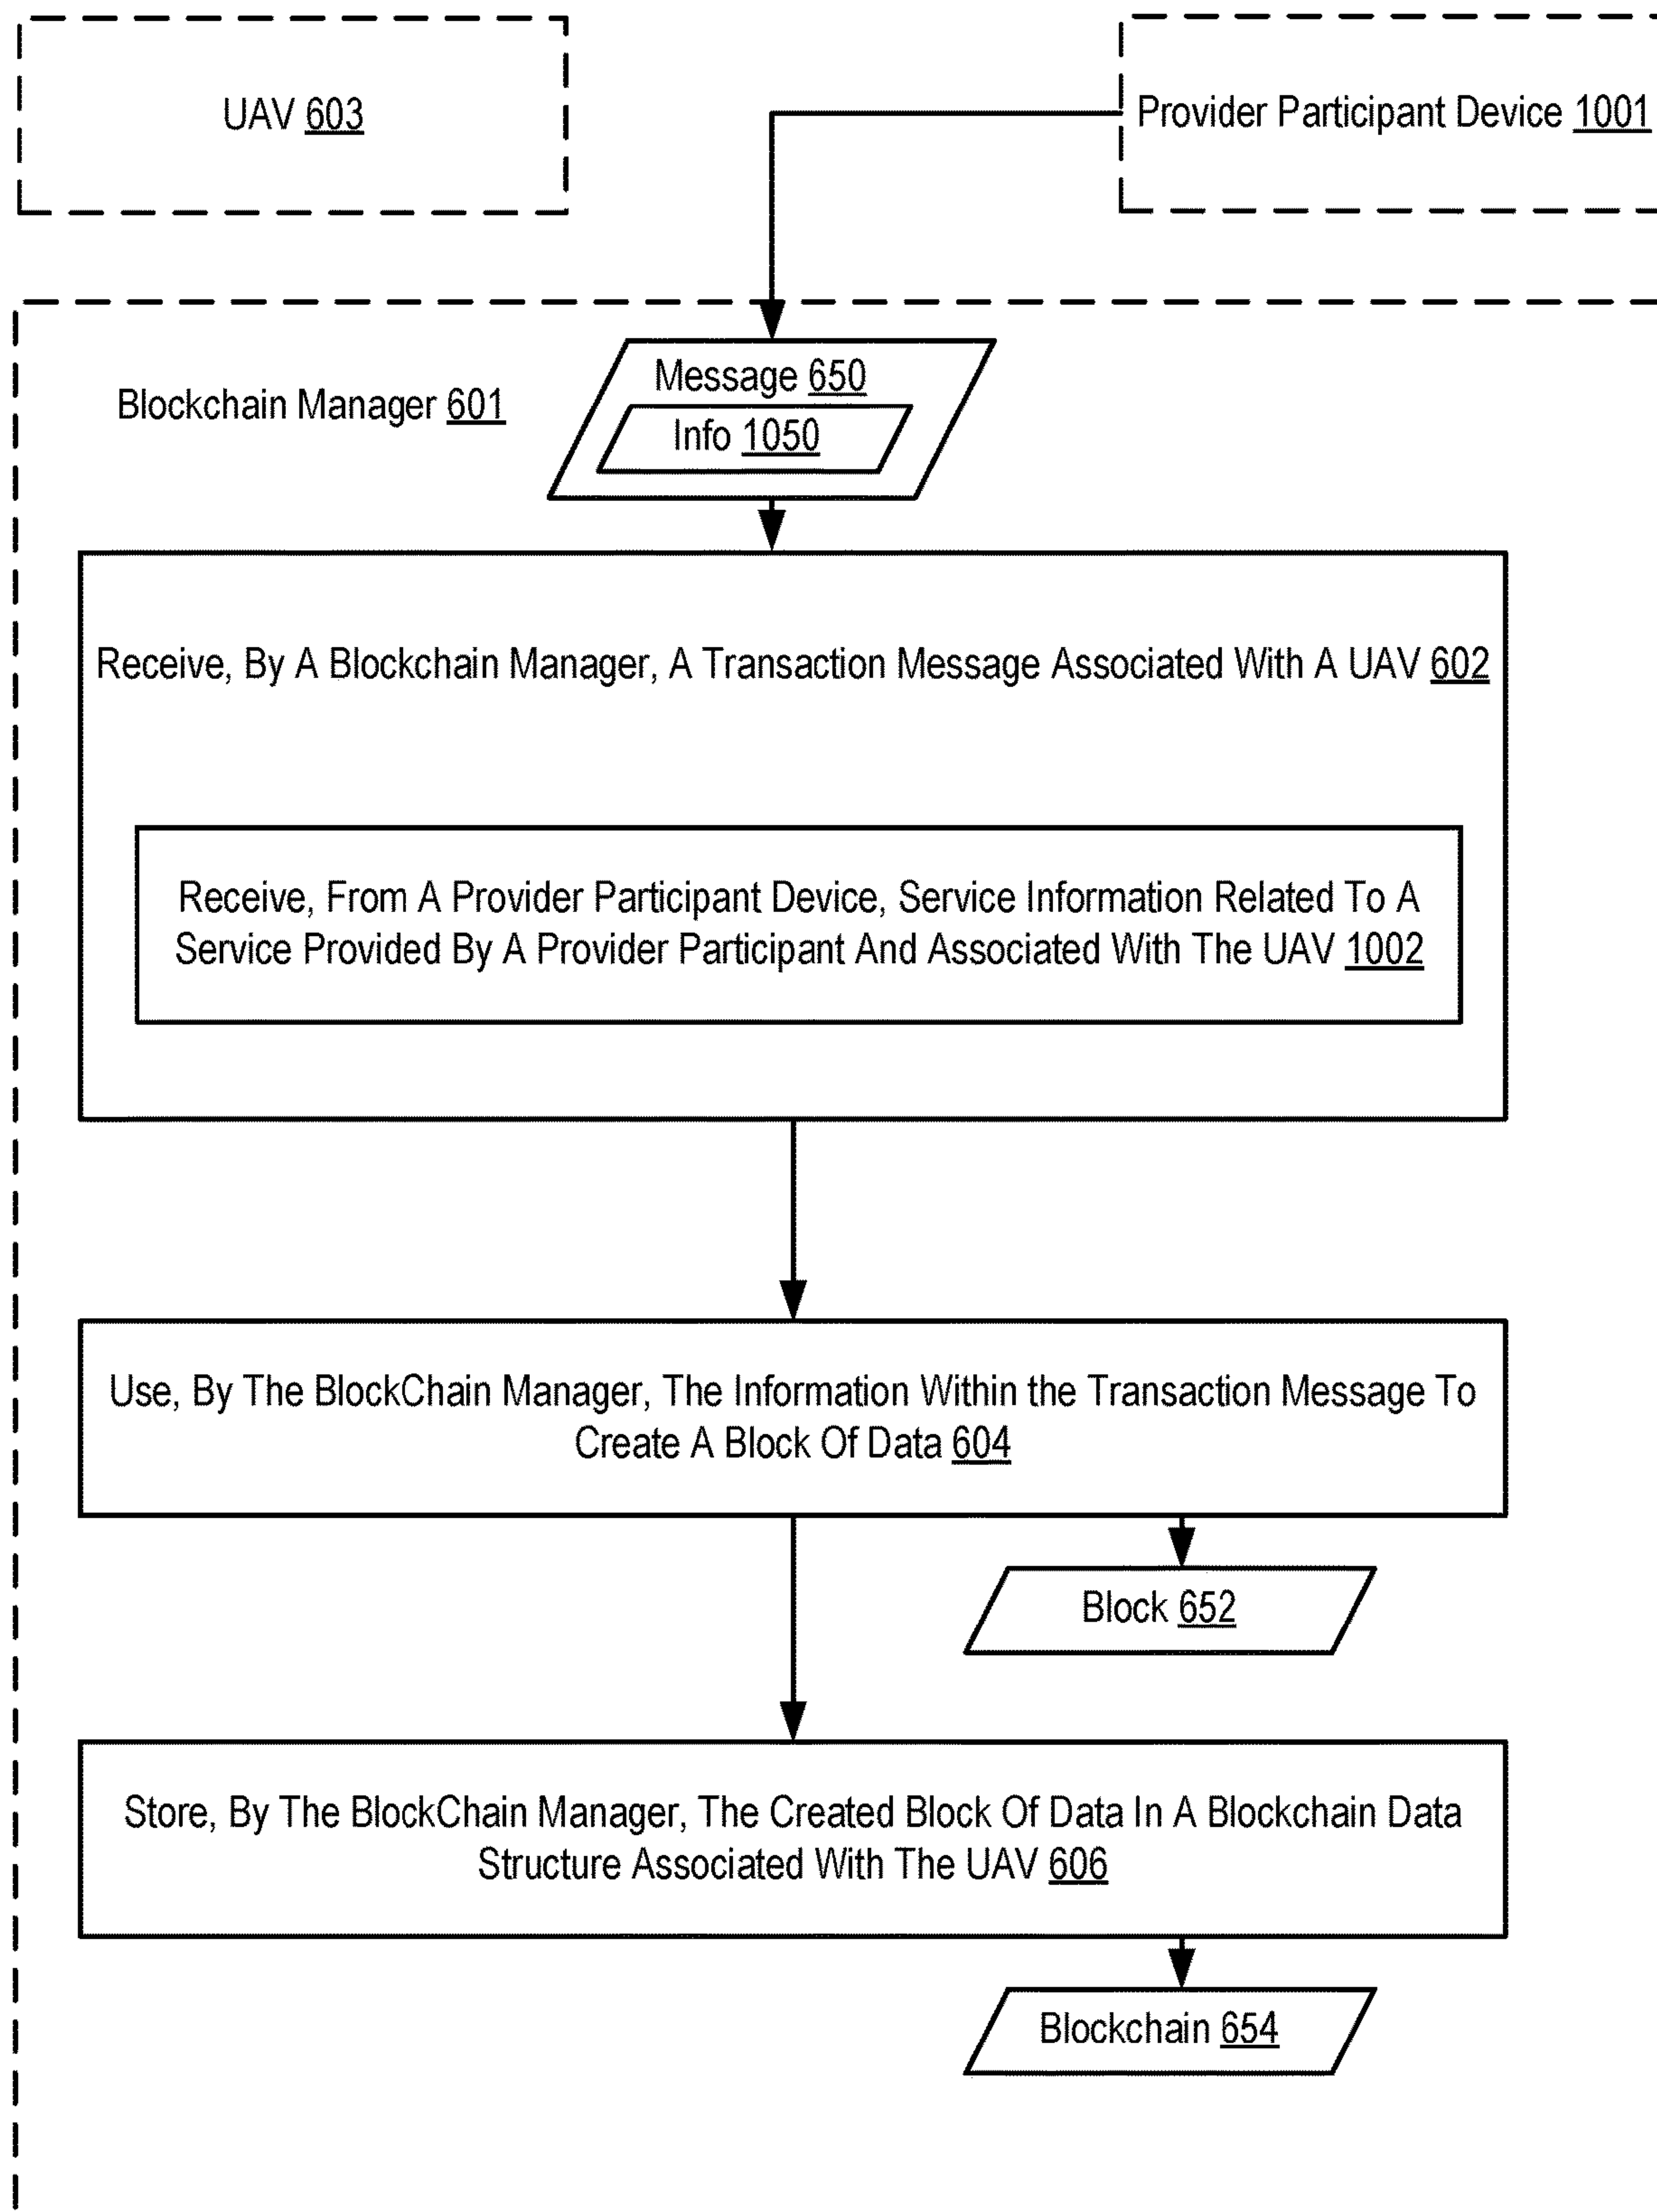 UAV 603
Provider Participant Device 1001
Message 650
Info 1050
Blockchain Manager 601
Receive, By A Blockchain Manager, A Transaction Message Associated With A UAV 602
Receive, From A Provider Participant Device, Service Information Related To A
Service Provided By A Provider Participant And Associated With The UAV 1002
Use, By The BlockChain Manager, The Information Within the Transaction Message To
Create A Block Of Data 604
Block 652
Store, By The BlockChain Manager, The Created Block Of Data In A Blockchain Data
Structure Associated With The UAV 606
Blockchain 654